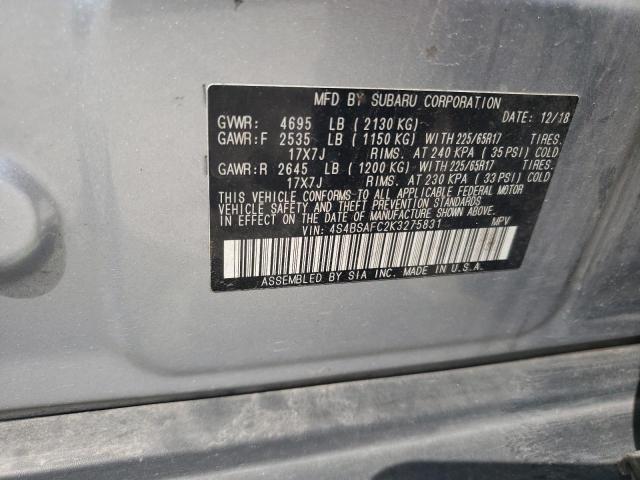 MFD BY SUBARU CORPORATION
GVWR: 4695 LB ( 2130 KG) DATE: 12/18
GAWR:F 2535 LB ( 1150 KG) WITH 225/65R17 TIRES.
17X7J RIMS. AT 240 KPA ( 35 PSI) COLD
GAWR:R 2645 LB ( 1200 KG) WITH 225/65R17 TIRES.
17X7J RIMS. AT 230 KPA ( 33 PSI) COLD
THIS VEHICLE CONFORMS TO ALL APPLICABLE FEDERAL MOTOR
VEHICLE SAFETY AND THEFT PREVENTION STANDARDS IN EFFECT
ON THE DATE OF MANUFACTURE SHOWN ABOVE.
VIN: 4S4BSAFC2K3275831 MPV
ASSEMBLED BY SIA INC. MADE IN U.S.A.